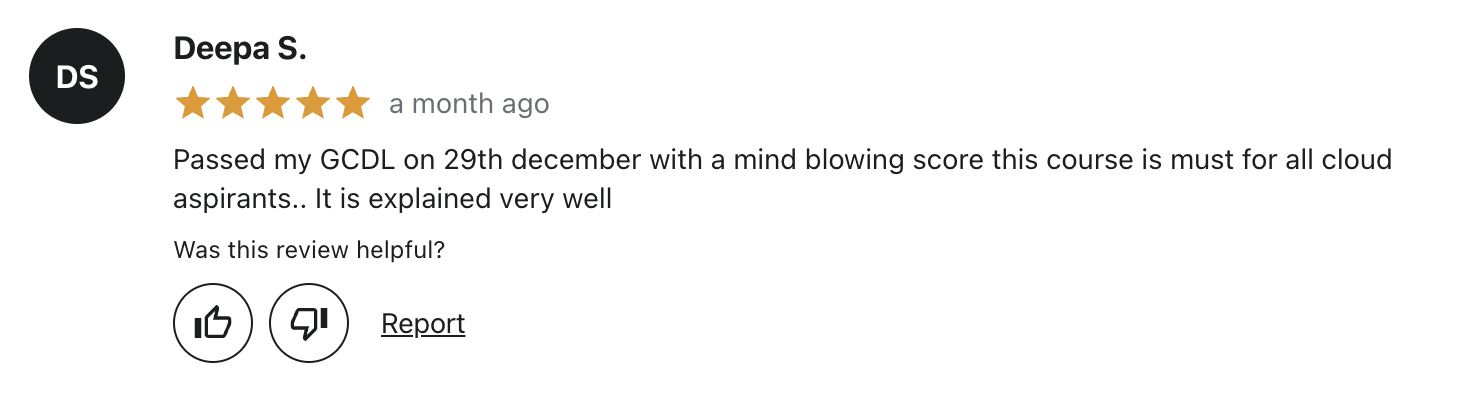 DS
Deepa S.
a month ago
Passed my GCDL on 29th december with a mind blowing score this course is must for all cloud
aspirants.. It is explained very well
Was this review helpful?
Report